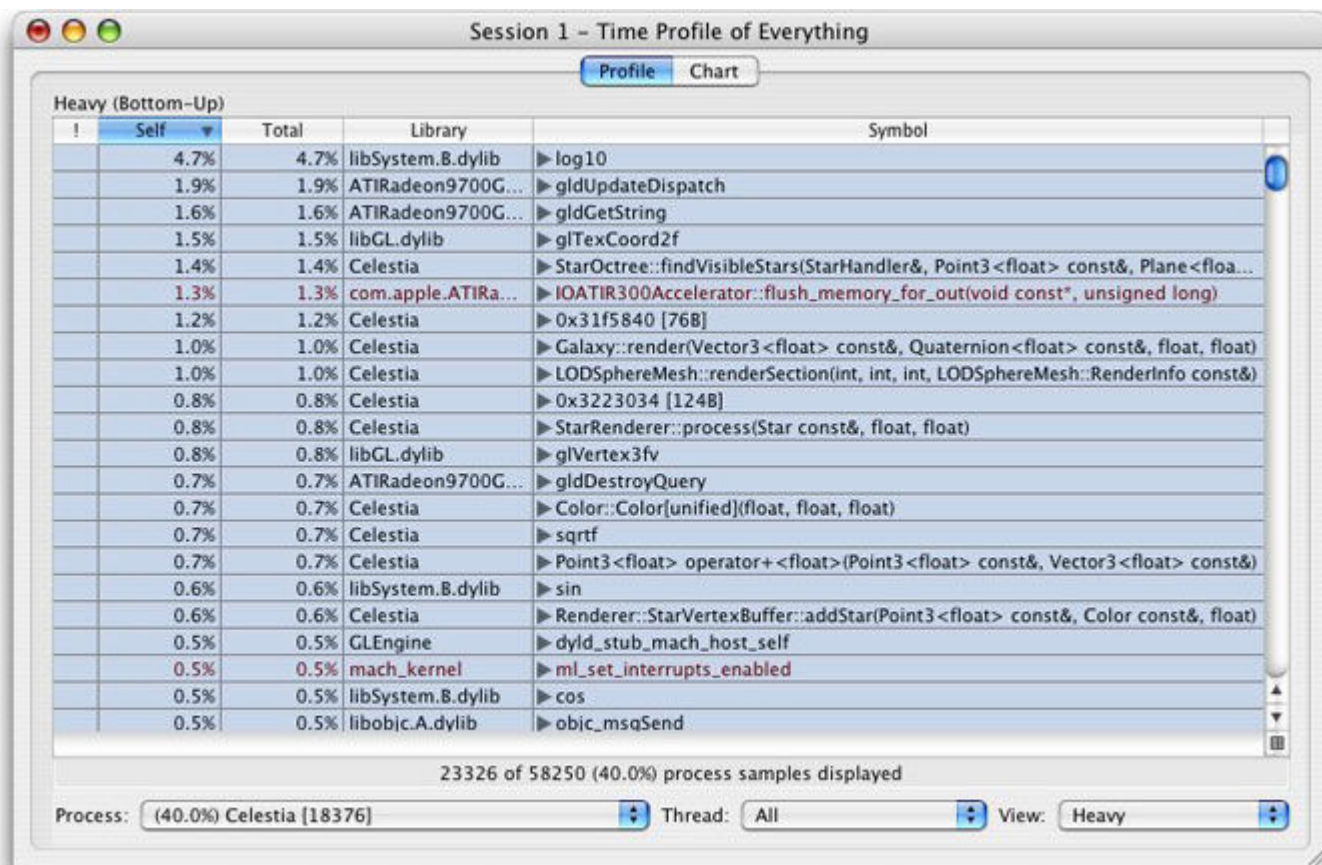 Session 1 – Time Profile of Everything
Profile Chart
Heavy (Bottom-Up)
! Self Total Library Symbol
4.7% 4.7% libSystem.B.dylib log10
1.9% 1.9% ATIRadeon9700G... gldUpdateDispatch
1.6% 1.6% ATIRadeon9700G... gldGetString
1.5% 1.5% libGL.dylib glTexCoord2f
1.4% 1.4% Celestia StarOctree::findVisibleStars(StarHandler&, Point3<float> const&, Plane<floa...
1.3% 1.3% com.apple.ATIRa... IOATIR300Accelerator::flush_memory_for_out(void const*, unsigned long)
1.2% 1.2% Celestia 0x31f5840 [76B]
1.0% 1.0% Celestia Galaxy::render(Vector3<float> const&, Quaternion<float> const&, float, float)
1.0% 1.0% Celestia LODSphereMesh::renderSection(int, int, int, LODSphereMesh::RenderInfo const&)
0.8% 0.8% Celestia 0x3223034 [124B]
0.8% 0.8% Celestia StarRenderer::process(Star const&, float, float)
0.8% 0.8% libGL.dylib glVertex3fv
0.7% 0.7% ATIRadeon9700G... gldDestroyQuery
0.7% 0.7% Celestia Color::Color[unified](float, float, float)
0.7% 0.7% Celestia sqrtf
0.7% 0.7% Celestia Point3<float> operator+<float>(Point3<float> const&, Vector3<float> const&)
0.6% 0.6% libSystem.B.dylib sin
0.6% 0.6% Celestia Renderer::StarVertexBuffer::addStar(Point3<float> const&, Color const&, float)
0.5% 0.5% GLEngine dyld_stub_mach_host_self
0.5% 0.5% mach_kernel ml_set_interrupts_enabled
0.5% 0.5% libSystem.B.dylib cos
0.5% 0.5% libobjc.A.dylib objc_msgSend
23326 of 58250 (40.0%) process samples displayed
Process: (40.0%) Celestia [18376] Thread: All View: Heavy